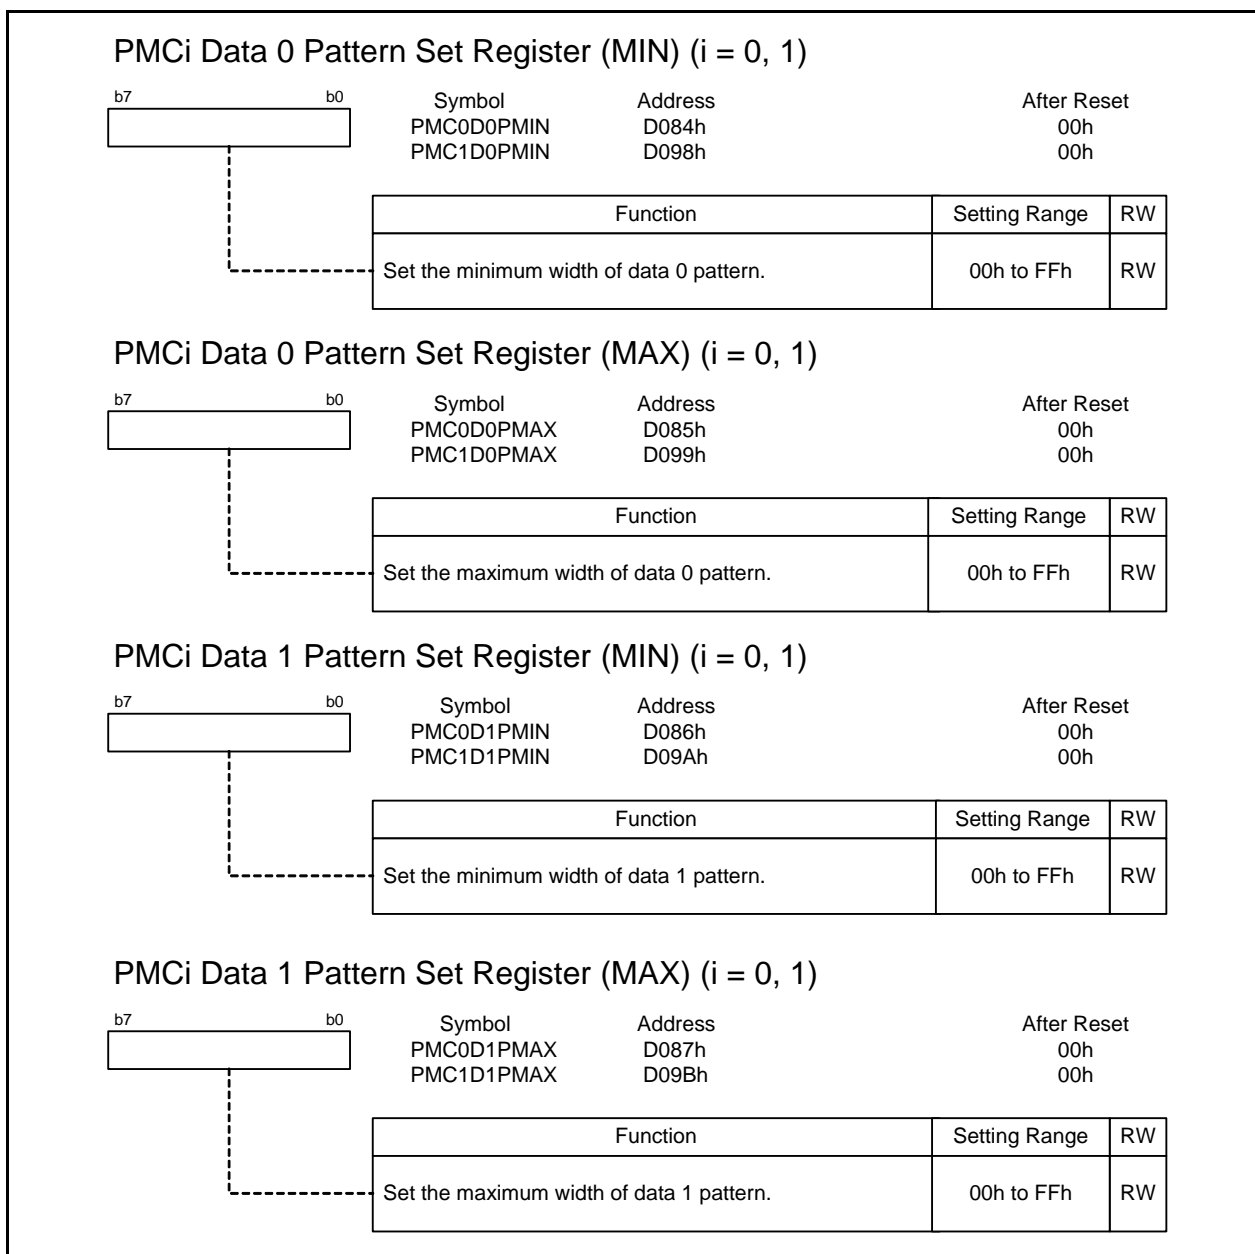 PMCi Data 0 Pattern Set Register (MIN) (i = 0, 1)
b7 b0 Symbol Address After Reset
PMC0D0PMIN D084h 00h
PMC1D0PMIN D098h 00h
Function Setting Range RW
Set the minimum width of data 0 pattern. 00h to FFh RW
PMCi Data 0 Pattern Set Register (MAX) (i = 0, 1)
b7 b0 Symbol Address After Reset
PMC0D0PMAX D085h 00h
PMC1D0PMAX D099h 00h
Function Setting Range RW
Set the maximum width of data 0 pattern. 00h to FFh RW
PMCi Data 1 Pattern Set Register (MIN) (i = 0, 1)
b7 b0 Symbol Address After Reset
PMC0D1PMIN D086h 00h
PMC1D1PMIN D09Ah 00h
Function Setting Range RW
Set the minimum width of data 1 pattern. 00h to FFh RW
PMCi Data 1 Pattern Set Register (MAX) (i = 0, 1)
b7 b0 Symbol Address After Reset
PMC0D1PMAX D087h 00h
PMC1D1PMAX D09Bh 00h
Function Setting Range RW
Set the maximum width of data 1 pattern. 00h to FFh RW